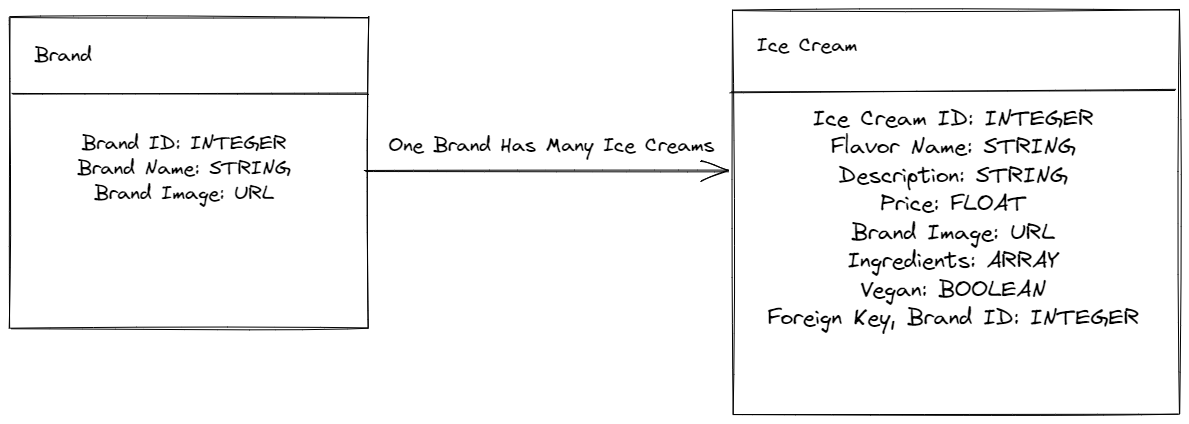 Brand
Brand ID: INTEGER
Brand Name: STRING
Brand Image: URL
One Brand Has Many Ice Creams
Ice Cream
Ice Cream ID: INTEGER
Flavor Name: STRING
Description: STRING
Price: FLOAT
Brand Image: URL
Ingredients: ARRAY
Vegan: BOOLEAN
Foreign Key, Brand ID: INTEGER